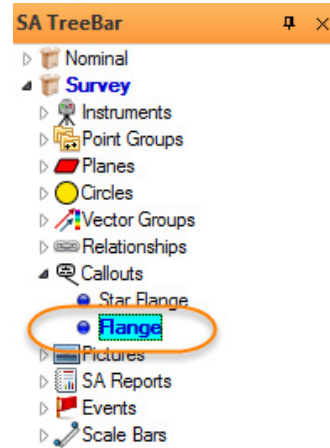 SA TreeBar
Nominal
Survey
Instruments
Point Groups
Planes
Circles
Vector Groups
Relationships
Callouts
Star Flange
Flange
Pictures
SA Reports
Events
Scale Bars